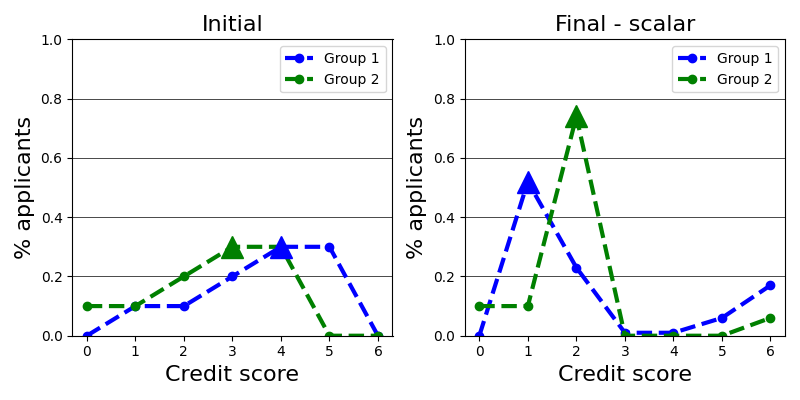 Initial
Final - scalar
1.0
0.8
0.6
0.4
0.2
0.0
% applicants
Group 1
Group 2
0 1 2 3 4 5 6
Credit score
1.0
0.8
0.6
0.4
0.2
0.0
% applicants
Group 1
Group 2
0 1 2 3 4 5 6
Credit score